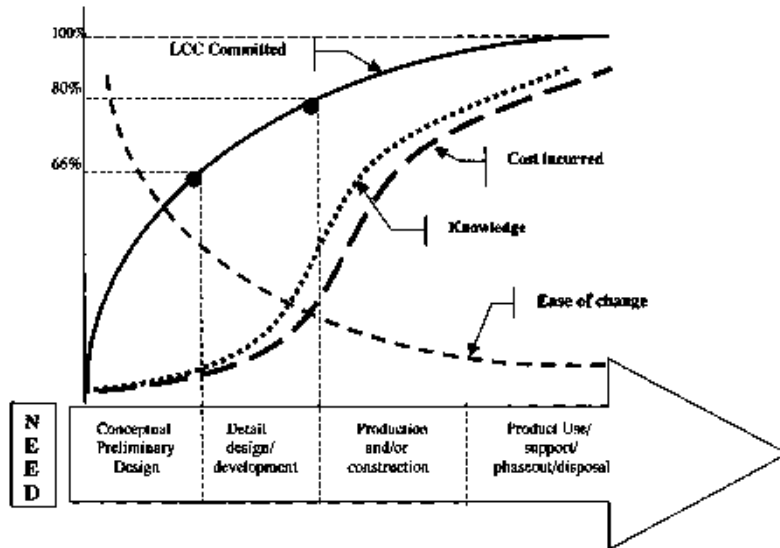 100%
LCC Committed
80%
66%
Cost incurred
Knowledge
Ease of change
N
E
E
D
Conceptual
Preliminary
Design
Detail
design/
development
Production
and/or
construction
Product Use/
support/
phaseout/disposal